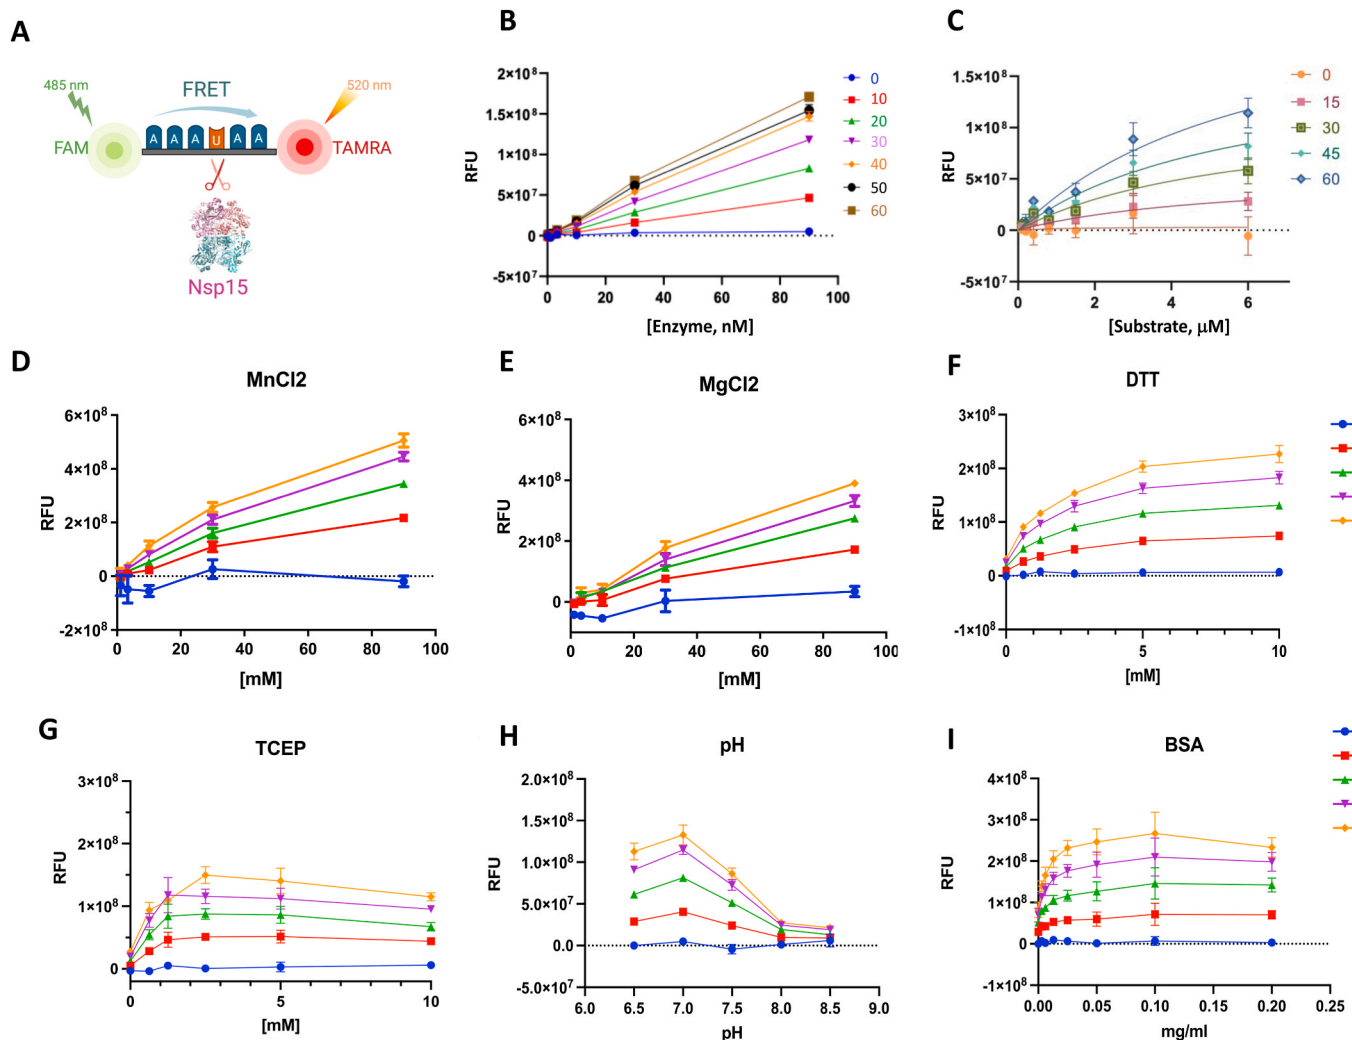 A
485 nm
FRET
520 nm
FAM
A A A U A A
TAMRA
Nsp15
B
2×10⁸
1×10⁸
1×10⁸
5×10⁷
0
-5×10⁷
RFU
0 20 40 60 80 100
[Enzyme, nM]
0
10
20
30
40
50
60
C
1.5×10⁸
1×10⁸
5×10⁷
0
-5×10⁷
RFU
0 2 4 6
[Substrate, µM]
0
15
30
45
60
D
MnCl2
6×10⁸
4×10⁸
2×10⁸
0
-2×10⁸
RFU
0 20 40 60 80 100
[mM]
E
MgCl2
6×10⁸
4×10⁸
2×10⁸
0
RFU
0 20 40 60 80 100
[mM]
F
DTT
3×10⁸
2×10⁸
1×10⁸
0
-1×10⁸
RFU
0 5 10
[mM]
G
TCEP
3×10⁸
2×10⁸
1×10⁸
0
RFU
0 5 10
[mM]
H
pH
2.0×10⁸
1.5×10⁸
1.0×10⁸
5.0×10⁷
0.0
-5.0×10⁷
RFU
6.0 6.5 7.0 7.5 8.0 8.5 9.0
pH
I
BSA
4×10⁸
3×10⁸
2×10⁸
1×10⁸
0
-1×10⁸
RFU
0.00 0.05 0.10 0.15 0.20 0.25
mg/ml